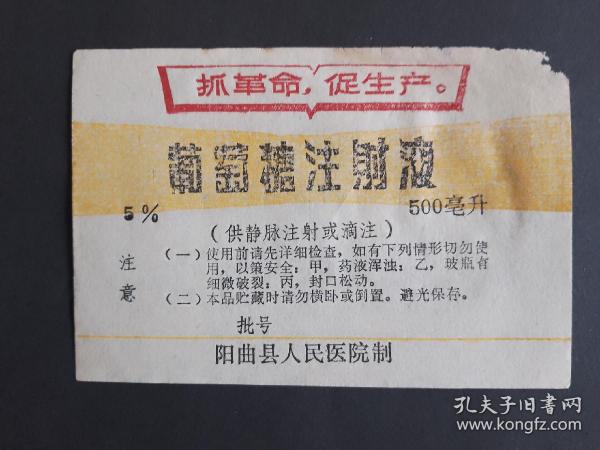 抓革命，促生产。
葡萄糖注射液
5% 500毫升
（供静脉注射或滴注）
注意
（一）使用前请先详细检查，如有下列情形切勿使
用，以策安全：甲，药液浑浊；乙，玻瓶有
细微破裂；丙，封口松动。
（二）本品贮藏时请勿横卧或倒置。避光保存。
批号
阳曲县人民医院制
孔夫子旧书网
www.kongfz.com